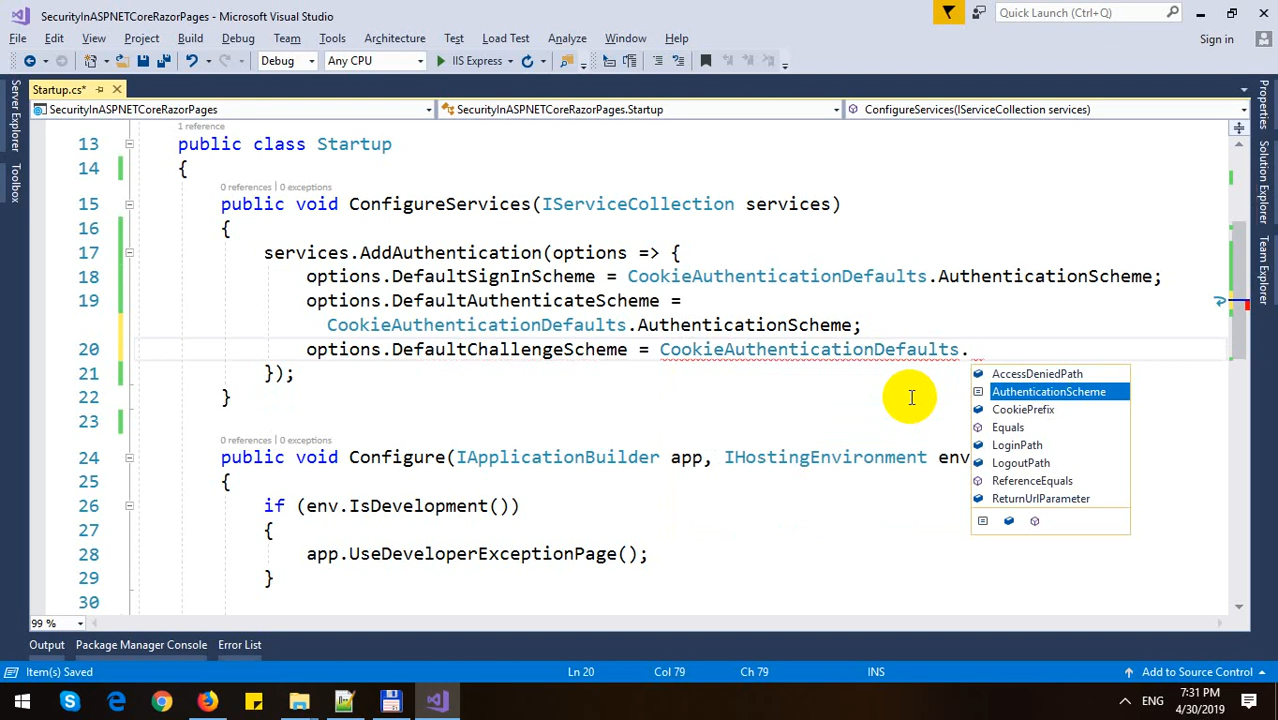 SecurityInASPNETCoreRazorPages - Microsoft Visual Studio
Quick Launch (Ctrl+Q)
File Edit View Project Build Debug Team Tools Architecture Test Load Test Analyze Window Help
Sign in
Debug Any CPU IIS Express
Startup.cs*
SecurityInASPNETCoreRazorPages SecurityInASPNETCoreRazorPages.Startup ConfigureServices(IServiceCollection services)
Server Explorer
Toolbox
Properties
Solution Explorer
Team Explorer
1 reference
13 public class Startup
14 {
0 references | 0 exceptions
15 public void ConfigureServices(IServiceCollection services)
16 {
17 services.AddAuthentication(options => {
18 options.DefaultSignInScheme = CookieAuthenticationDefaults.AuthenticationScheme;
19 options.DefaultAuthenticateScheme =
CookieAuthenticationDefaults.AuthenticationScheme;
20 options.DefaultChallengeScheme = CookieAuthenticationDefaults.
21 });
22 }
23
0 references | 0 exceptions
24 public void Configure(IApplicationBuilder app, IHostingEnvironment env
25 {
26 if (env.IsDevelopment())
27 {
28 app.UseDeveloperExceptionPage();
29 }
30
AccessDeniedPath
AuthenticationScheme
CookiePrefix
Equals
LoginPath
LogoutPath
ReferenceEquals
ReturnUrlParameter
99 %
Output Package Manager Console Error List
Item(s) Saved Ln 20 Col 79 Ch 79 INS Add to Source Control
ENG
7:31 PM
4/30/2019